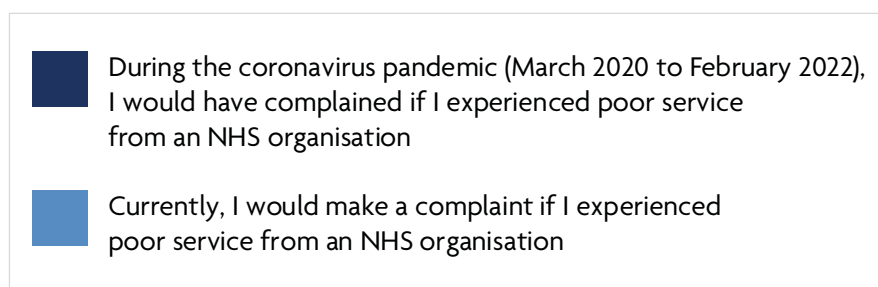 During the coronavirus pandemic (March 2020 to February 2022),
I would have complained if I experienced poor service
from an NHS organisation
Currently, I would make a complaint if I experienced
poor service from an NHS organisation